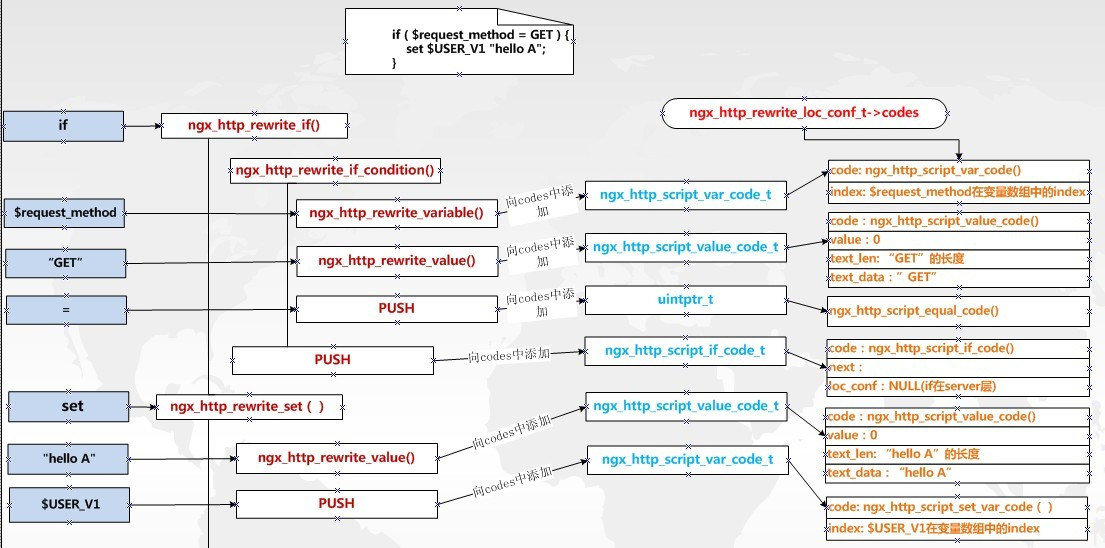 if ( $request_method = GET ) {
set $USER_V1 "hello A";
}
if
ngx_http_rewrite_if()
ngx_http_rewrite_loc_conf_t->codes
ngx_http_rewrite_if_condition()
code: ngx_http_script_var_code()
index: $request_method在变量数组中的index
$request_method
ngx_http_rewrite_variable()
向codes中添
加
ngx_http_script_var_code_t
“GET”
ngx_http_rewrite_value()
向codes中添
加
ngx_http_script_value_code_t
code：ngx_http_script_value_code()
value：0
text_len: “GET”的长度
text_data：”GET”
=
PUSH
向codes中添
加
uintptr_t
ngx_http_script_equal_code()
PUSH
向codes中添加
ngx_http_script_if_code_t
code：ngx_http_script_if_code()
next：
loc_conf：NULL(if在server层)
set
ngx_http_rewrite_set（ ）
"hello A"
ngx_http_rewrite_value()
向codes中添加
ngx_http_script_value_code_t
code：ngx_http_script_value_code()
value：0
text_len: “hello A”的长度
text_data：“hello A”
$USER_V1
PUSH
向codes中添加
ngx_http_script_var_code_t
code: ngx_http_script_set_var_code（ ）
index: $USER_V1在变量数组中的index